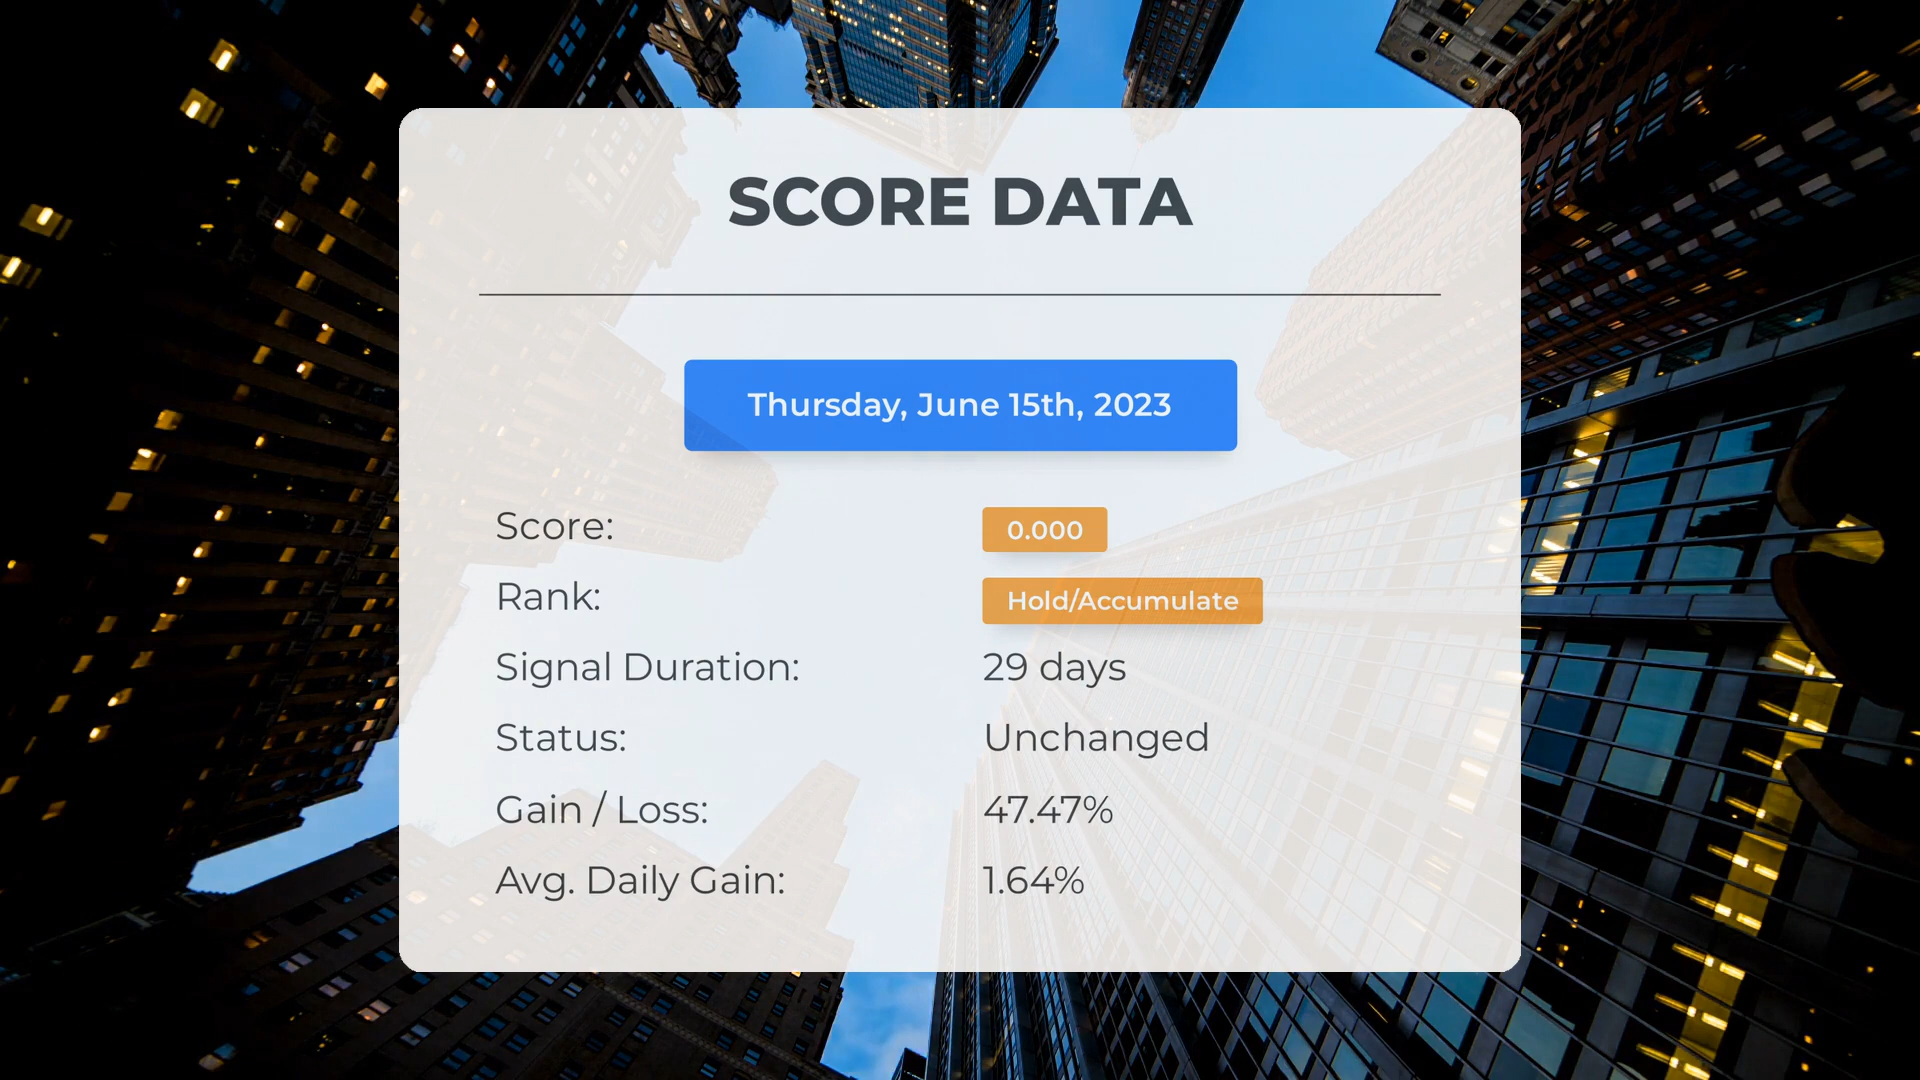 SCORE DATA
Thursday, June 15th, 2023
Score: 0.000
Rank: Hold/Accumulate
Signal Duration: 29 days
Status: Unchanged
Gain / Loss: 47.47%
Avg. Daily Gain: 1.64%